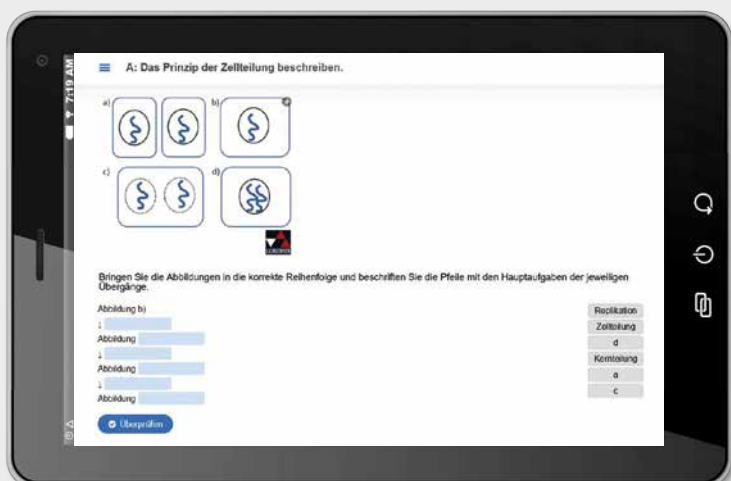 7:19 AM
A: Das Prinzip der Zellteilung beschreiben.
a)
b)
c)
d)
Bringen Sie die Abbildungen in die korrekte Reihenfolge und beschriften Sie die Pfeile mit den Hauptaufgaben der jeweiligen
Übergänge.
Abbildung b)
↓
Abbildung
↓
Abbildung
↓
Abbildung
Replikation
Zellteilung
d
Kernteilung
a
c
Überprüfen